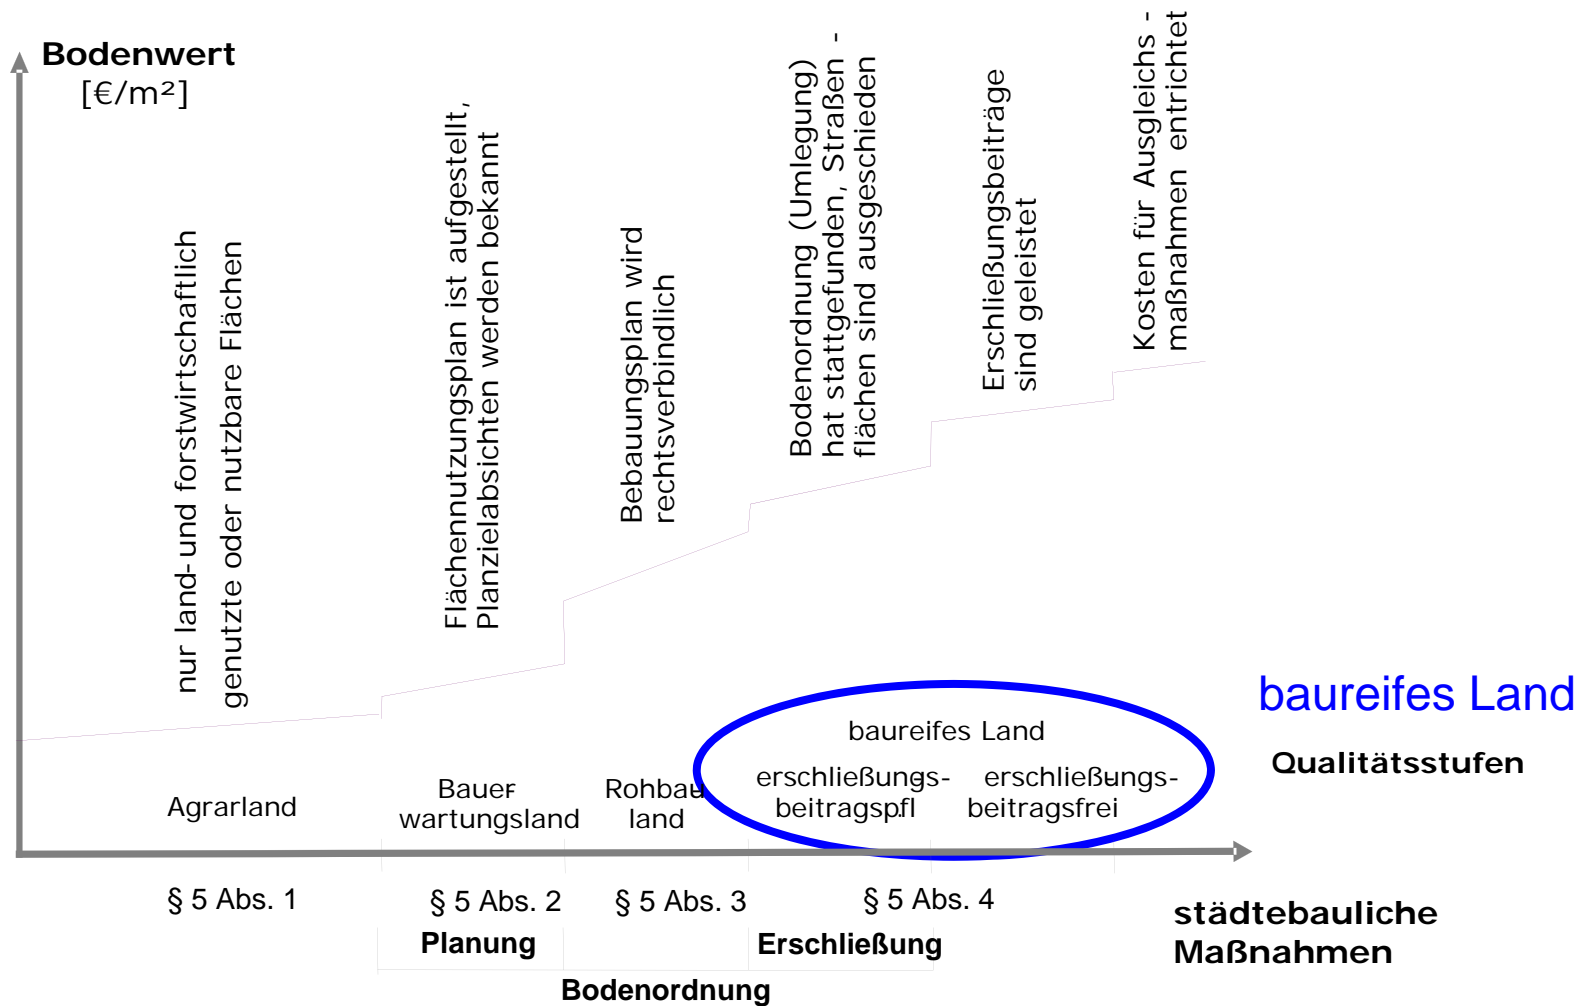 Bodenwert
[€/m²]
nur land-und forstwirtschaftlich
genutzte oder nutzbare Flächen
Flächennutzungsplan ist aufgestellt,
Planzielabsichten werden bekannt
Bebauungsplan wird
rechtsverbindlich
Bodenordnung (Umlegung)
hat stattgefunden, Straßen -
flächen sind ausgeschieden
Erschließungsbeiträge
sind geleistet
Kosten für Ausgleichs -
maßnahmen entrichtet
baureifes Land
Qualitätsstufen
Agrarland
Bauer-
wartungsland
Rohbau-
land
baureifes Land
erschließungs-
beitragspfl.
erschließungs-
beitragsfrei
§ 5 Abs. 1
§ 5 Abs. 2
§ 5 Abs. 3
§ 5 Abs. 4
städtebauliche
Maßnahmen
Planung
Erschließung
Bodenordnung